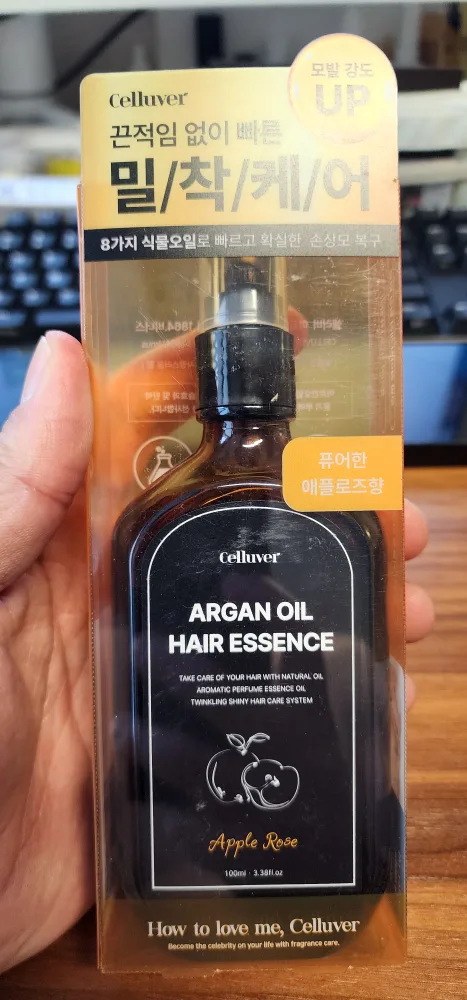 Celluver
모발 강도
UP
끈적임 없이 빠른
밀/착/케/어
8가지 식물오일로 빠르고 확실한 손상모 복구
퓨어한
애플로즈향
Celluver
ARGAN OIL
HAIR ESSENCE
TAKE CARE OF YOUR HAIR WITH NATURAL OIL
AROMATIC PERFUME ESSENCE OIL
TWINKLING SHINY HAIR CARE SYSTEM
Apple Rose
100ml · 3.38fl.oz
How to love me, Celluver
Become the celebrity on your life with fragrance care.